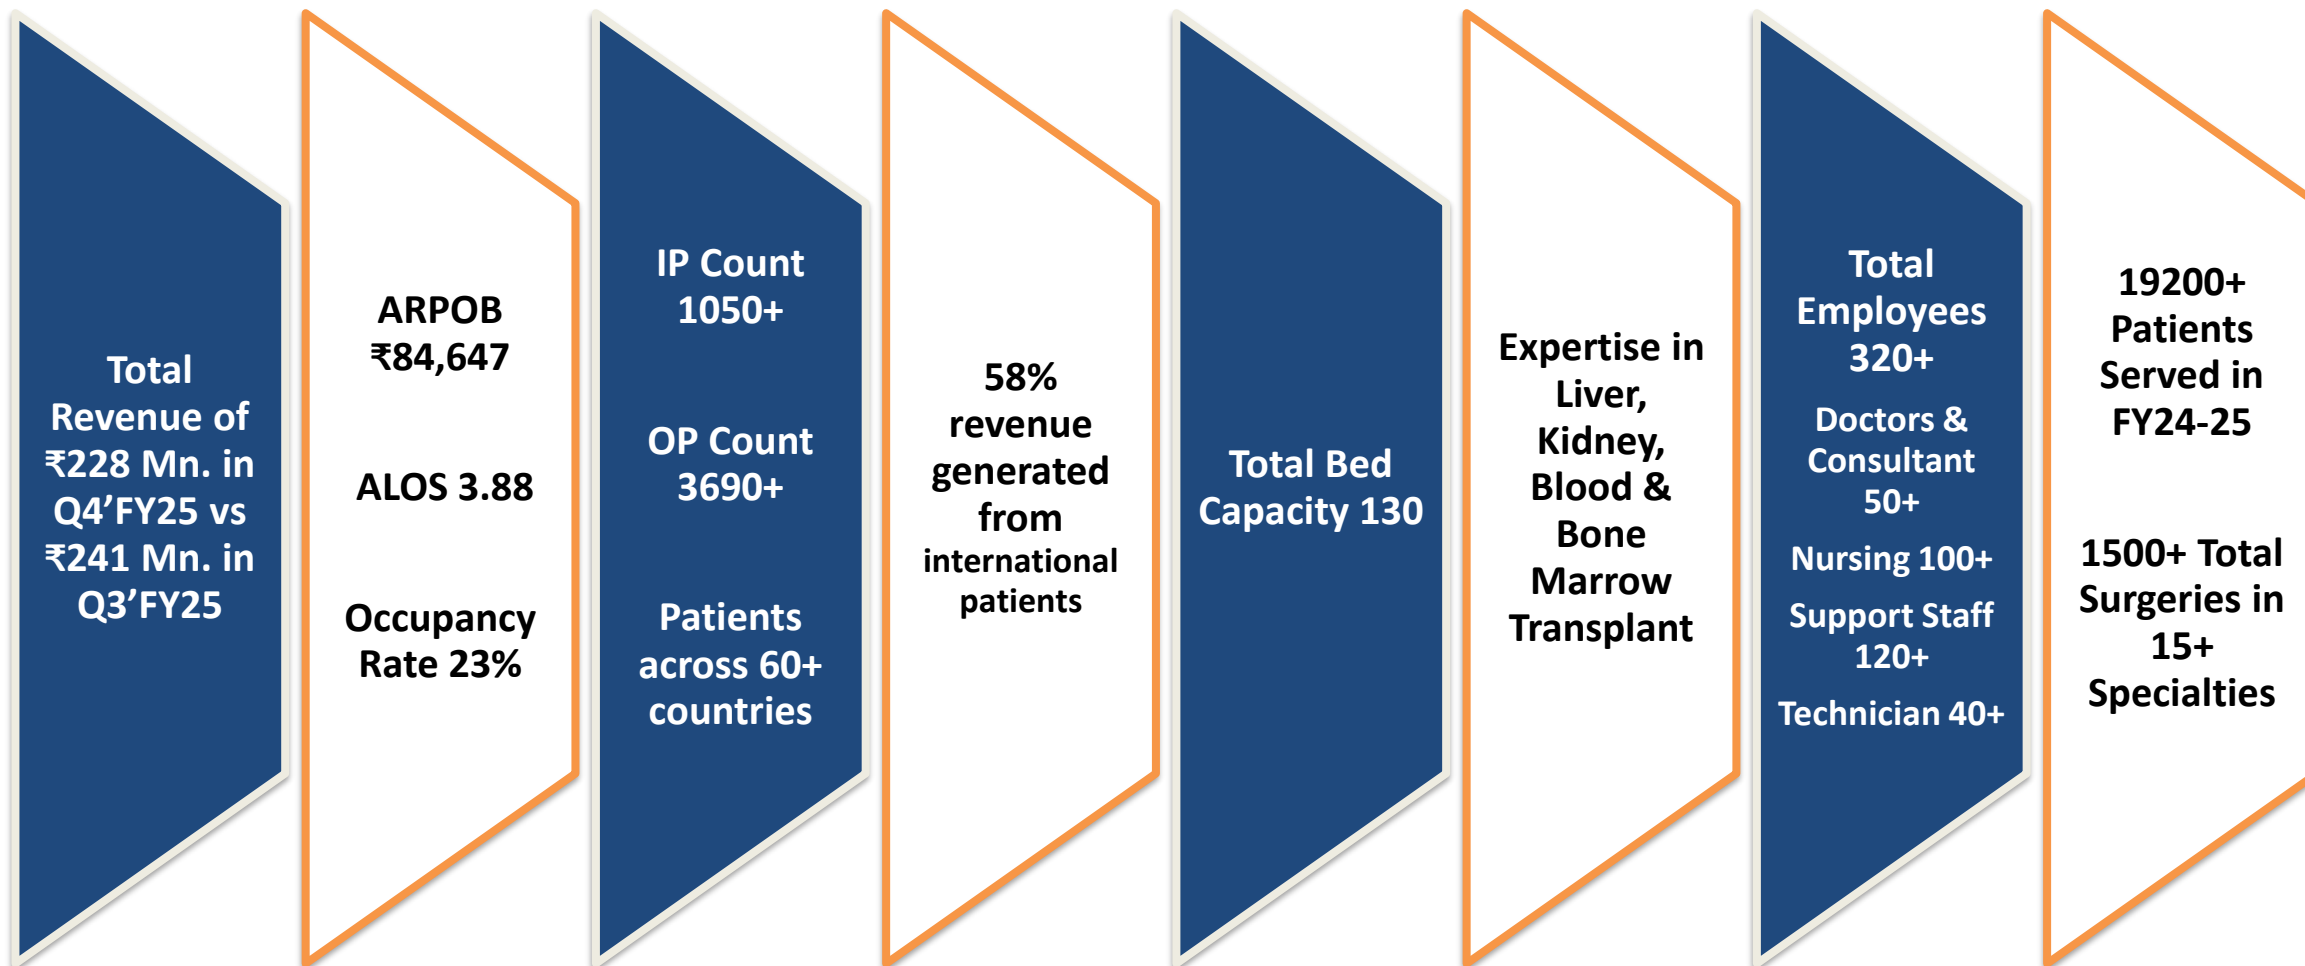 Total
Revenue of
₹228 Mn. in
Q4’FY25 vs
₹241 Mn. in
Q3’FY25
ARPOB
₹84,647
ALOS 3.88
Occupancy
Rate 23%
IP Count
1050+
OP Count
3690+
Patients
across 60+
countries
58%
revenue
generated
from
international
patients
Total Bed
Capacity 130
Expertise in
Liver,
Kidney,
Blood &
Bone
Marrow
Transplant
Total
Employees
320+
Doctors &
Consultant
50+
Nursing 100+
Support Staff
120+
Technician 40+
19200+
Patients
Served in
FY24-25
1500+ Total
Surgeries in
15+
Specialties